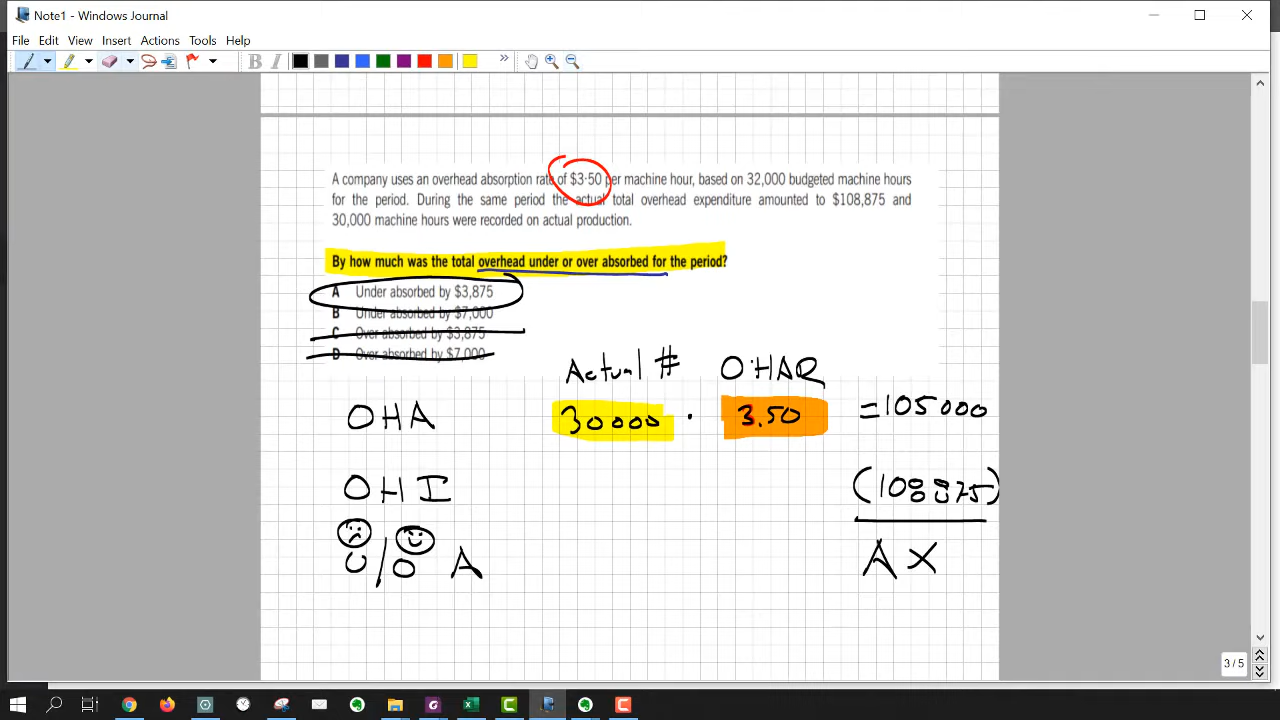 Note1 - Windows Journal
File Edit View Insert Actions Tools Help
B I »
A company uses an overhead absorption rate of $3·50 per machine hour, based on 32,000 budgeted machine hours
for the period. During the same period the actual total overhead expenditure amounted to $108,875 and
30,000 machine hours were recorded on actual production.
By how much was the total overhead under or over absorbed for the period?
A Under absorbed by $3,875
B Under absorbed by $7,000
C Over absorbed by $3,875
D Over absorbed by $7,000
Actual # OHAR
OHA 30000 · 3.50 =105000
OHI (108875)
U/O A AX
3/5